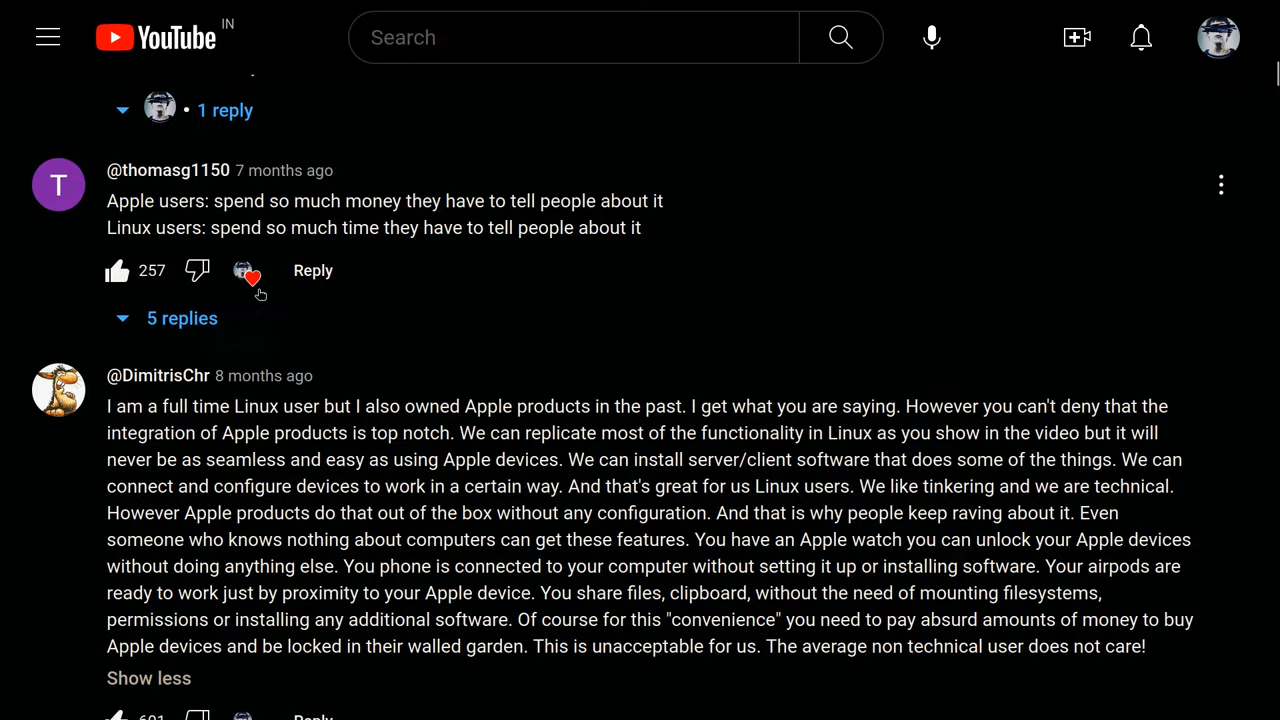 YouTube IN
Search
1 reply
@thomasg1150 7 months ago
Apple users: spend so much money they have to tell people about it
Linux users: spend so much time they have to tell people about it
257 Reply
5 replies
@DimitrisChr 8 months ago
I am a full time Linux user but I also owned Apple products in the past. I get what you are saying. However you can't deny that the
integration of Apple products is top notch. We can replicate most of the functionality in Linux as you show in the video but it will
never be as seamless and easy as using Apple devices. We can install server/client software that does some of the things. We can
connect and configure devices to work in a certain way. And that's great for us Linux users. We like tinkering and we are technical.
However Apple products do that out of the box without any configuration. And that is why people keep raving about it. Even
someone who knows nothing about computers can get these features. You have an Apple watch you can unlock your Apple devices
without doing anything else. You phone is connected to your computer without setting it up or installing software. Your airpods are
ready to work just by proximity to your Apple device. You share files, clipboard, without the need of mounting filesystems,
permissions or installing any additional software. Of course for this "convenience" you need to pay absurd amounts of money to buy
Apple devices and be locked in their walled garden. This is unacceptable for us. The average non technical user does not care!
Show less
Reply